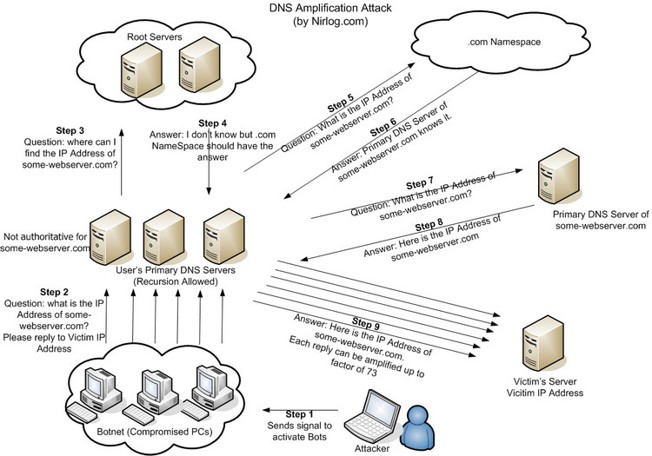 DNS Amplification Attack
(by Nirlog.com)
Root Servers
.com Namespace
Step 3
Question: where can I
find the IP Address of
some-webserver.com?
Step 4
Answer: I don't know but .com
NameSpace should have the
answer
Step 5
Question: What is the IP Address of
some-webserver.com?
Step 6
Answer: Primary DNS Server of
some-webserver.com knows it.
Step 7
Question: What is the IP Address of
some-webserver.com?
Step 8
Answer: Here is the IP Address of
some-webserver.com
Primary DNS Server of
some-webserver.com
Not authoritative for
some-webserver.com
User's Primary DNS Servers
(Recursion Allowed)
Step 2
Question: what is the IP
Address of some-
webserver.com?
Please reply to Victim IP
Address
Step 9
Answer: Here is the IP Address of
some-webserver.com.
Each reply can be amplified up to
factor of 73
Victim's Server
Vicitim IP Address
Botnet (Compromised PCs)
Step 1
Sends signal to
activate Bots
Attacker